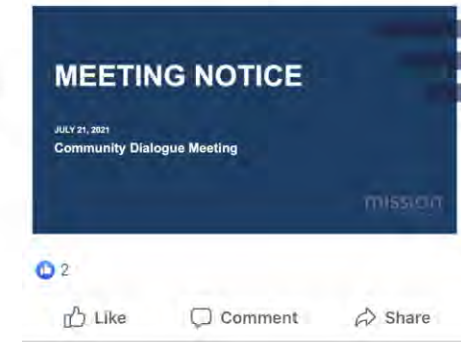 MEETING NOTICE
JULY 21, 2021
Community Dialogue Meeting
mission
2
Like Comment Share